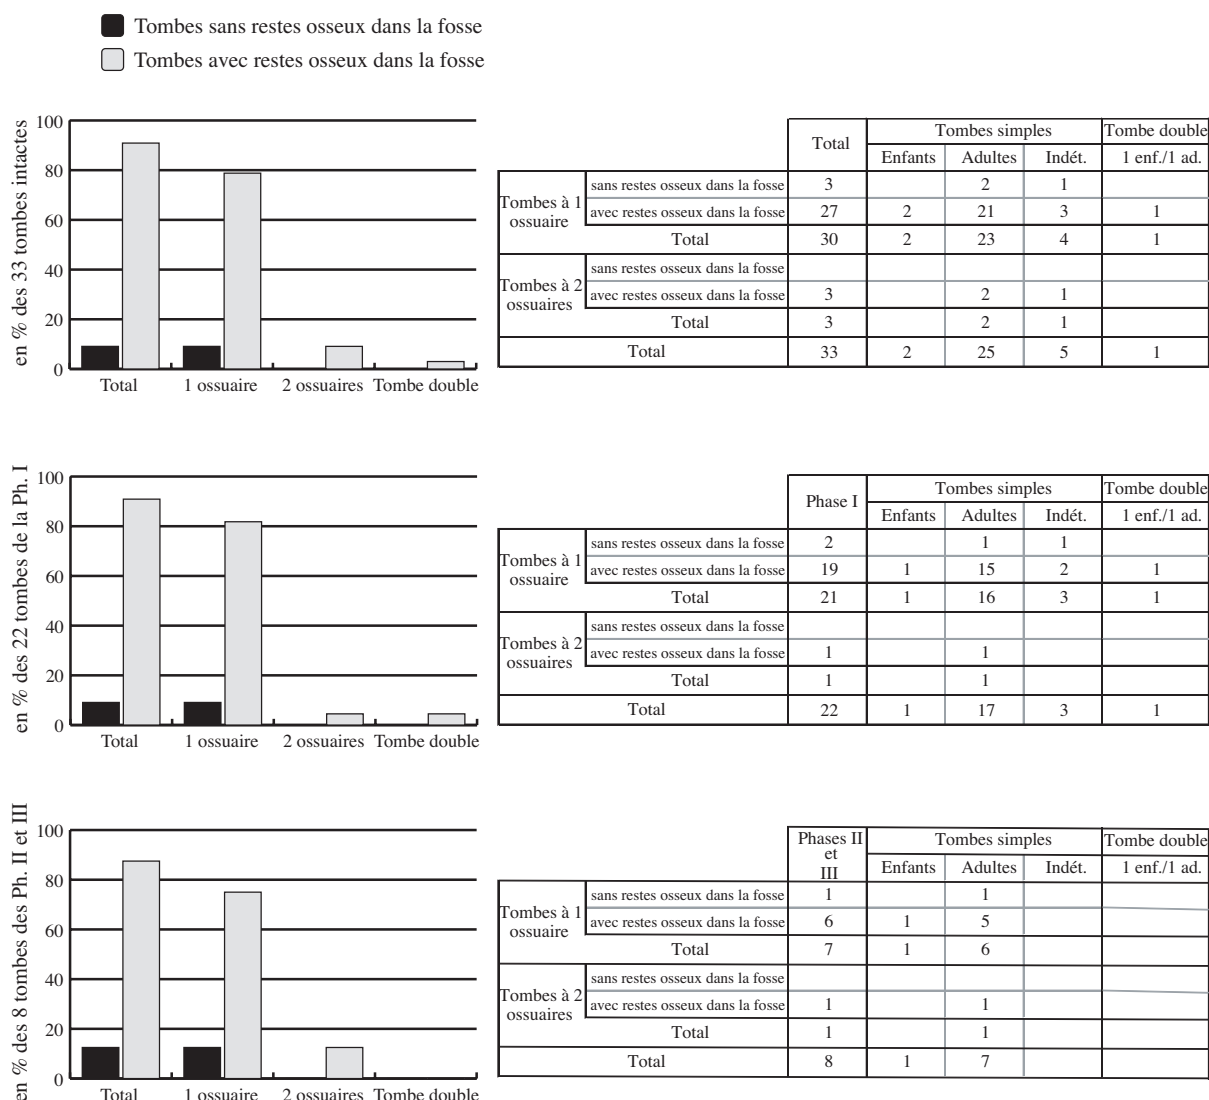 Tombes sans restes osseux dans la fosse
Tombes avec restes osseux dans la fosse
en % des 33 tombes intactes
100
80
60
40
20
0
Total 1 ossuaire 2 ossuaires Tombe double
Total Tombes simples Tombe double
Enfants Adultes Indét. 1 enf./1 ad.
Tombes à 1 ossuaire
sans restes osseux dans la fosse 3 2 1
avec restes osseux dans la fosse 27 2 21 3 1
Total 30 2 23 4 1
Tombes à 2 ossuaires
sans restes osseux dans la fosse
avec restes osseux dans la fosse 3 2 1
Total 3 2 1
Total 33 2 25 5 1
en % des 22 tombes de la Ph. I
100
80
60
40
20
0
Total 1 ossuaire 2 ossuaires Tombe double
Phase I Tombes simples Tombe double
Enfants Adultes Indét. 1 enf./1 ad.
Tombes à 1 ossuaire
sans restes osseux dans la fosse 2 1 1
avec restes osseux dans la fosse 19 1 15 2 1
Total 21 1 16 3 1
Tombes à 2 ossuaires
sans restes osseux dans la fosse
avec restes osseux dans la fosse 1 1
Total 1 1
Total 22 1 17 3 1
en % des 8 tombes des Ph. II et III
100
80
60
40
20
0
Total 1 ossuaire 2 ossuaires Tombe double
Phases II et III Tombes simples Tombe double
Enfants Adultes Indét. 1 enf./1 ad.
Tombes à 1 ossuaire
sans restes osseux dans la fosse 1 1
avec restes osseux dans la fosse 6 1 5
Total 7 1 6
Tombes à 2 ossuaires
sans restes osseux dans la fosse
avec restes osseux dans la fosse 1 1
Total 1 1
Total 8 1 7